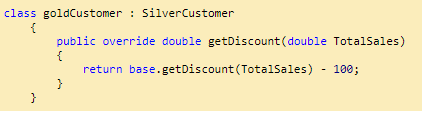 class goldCustomer : SilverCustomer
{
public override double getDiscount(double TotalSales)
{
return base.getDiscount(TotalSales) - 100;
}
}